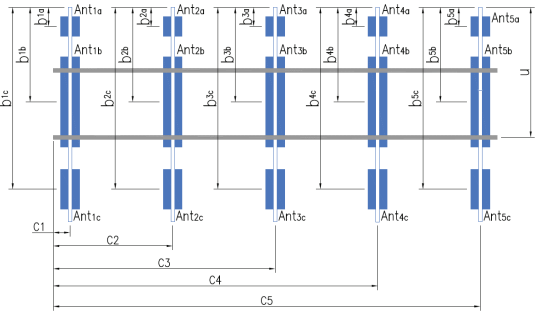 b1a Ant1a b2a Ant2a b3a Ant3a b4a Ant4a b5a Ant5a
b1b Ant1b b2b Ant2b b3b Ant3b b4b Ant4b b5b Ant5b u
b1c b2c b3c b4c b5c
Ant1c Ant2c Ant3c Ant4c Ant5c
C1
C2
C3
C4
C5